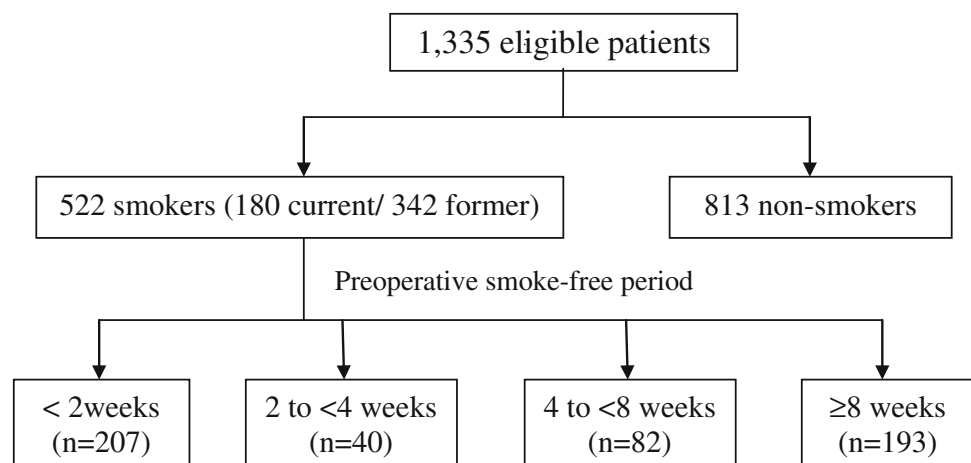 1,335 eligible patients
522 smokers (180 current/ 342 former)
813 non-smokers
Preoperative smoke-free period
< 2weeks
(n=207)
2 to <4 weeks
(n=40)
4 to <8 weeks
(n=82)
≥8 weeks
(n=193)